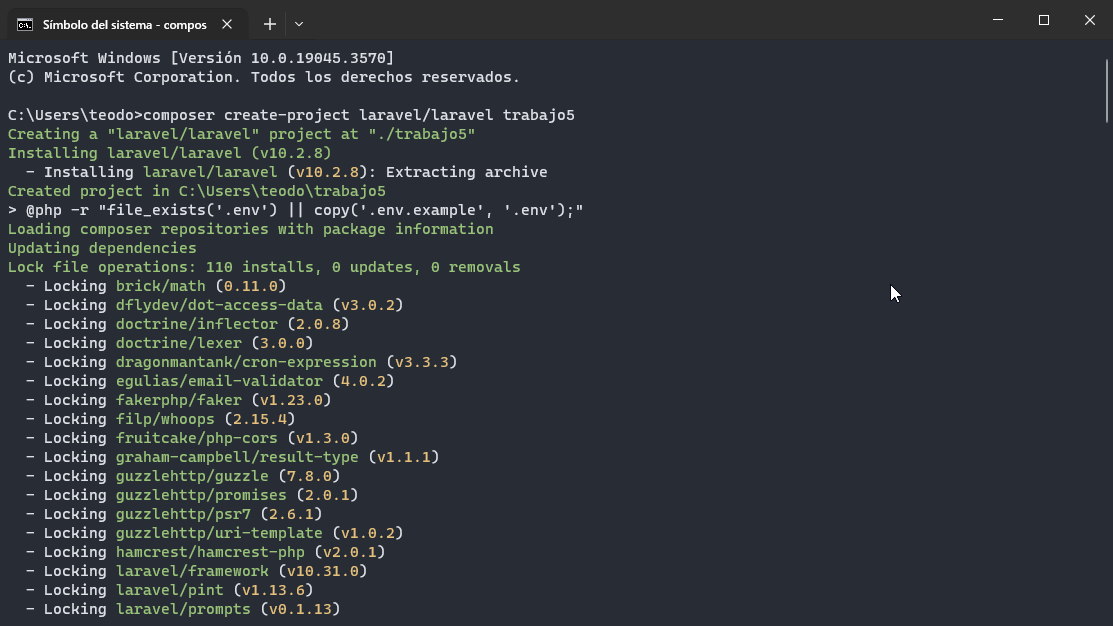 Símbolo del sistema - compos
Microsoft Windows [Versión 10.0.19045.3570]
(c) Microsoft Corporation. Todos los derechos reservados.
C:\Users\teodo>composer create-project laravel/laravel trabajo5
Creating a "laravel/laravel" project at "./trabajo5"
Installing laravel/laravel (v10.2.8)
  - Installing laravel/laravel (v10.2.8): Extracting archive
Created project in C:\Users\teodo\trabajo5
> @php -r "file_exists('.env') || copy('.env.example', '.env');"
Loading composer repositories with package information
Updating dependencies
Lock file operations: 110 installs, 0 updates, 0 removals
  - Locking brick/math (0.11.0)
  - Locking dflydev/dot-access-data (v3.0.2)
  - Locking doctrine/inflector (2.0.8)
  - Locking doctrine/lexer (3.0.0)
  - Locking dragonmantank/cron-expression (v3.3.3)
  - Locking egulias/email-validator (4.0.2)
  - Locking fakerphp/faker (v1.23.0)
  - Locking filp/whoops (2.15.4)
  - Locking fruitcake/php-cors (v1.3.0)
  - Locking graham-campbell/result-type (v1.1.1)
  - Locking guzzlehttp/guzzle (7.8.0)
  - Locking guzzlehttp/promises (2.0.1)
  - Locking guzzlehttp/psr7 (2.6.1)
  - Locking guzzlehttp/uri-template (v1.0.2)
  - Locking hamcrest/hamcrest-php (v2.0.1)
  - Locking laravel/framework (v10.31.0)
  - Locking laravel/pint (v1.13.6)
  - Locking laravel/prompts (v0.1.13)